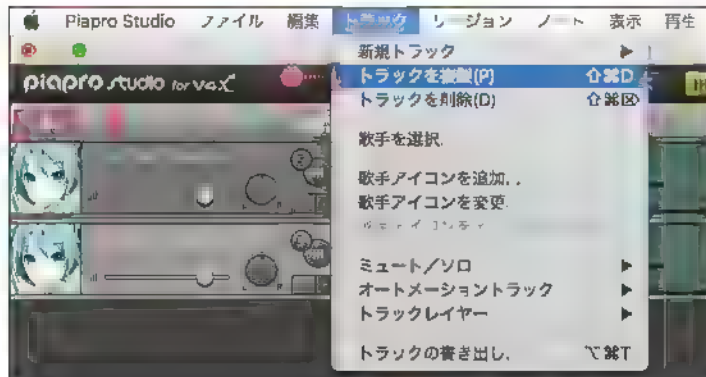 Piapro Studio ファイル 編集 トラック リージョン ノート 表示 再生
piapro studio for V4X
新規トラック
トラックを複製(P) ⇧⌘D
トラックを削除(D) ⇧⌘⌦
歌手を選択.
歌手アイコンを追加..
歌手アイコンを変更.
ミュート/ソロ
オートメーショントラック
トラックレイヤー
トラックの書き出し. ⌥⌘T